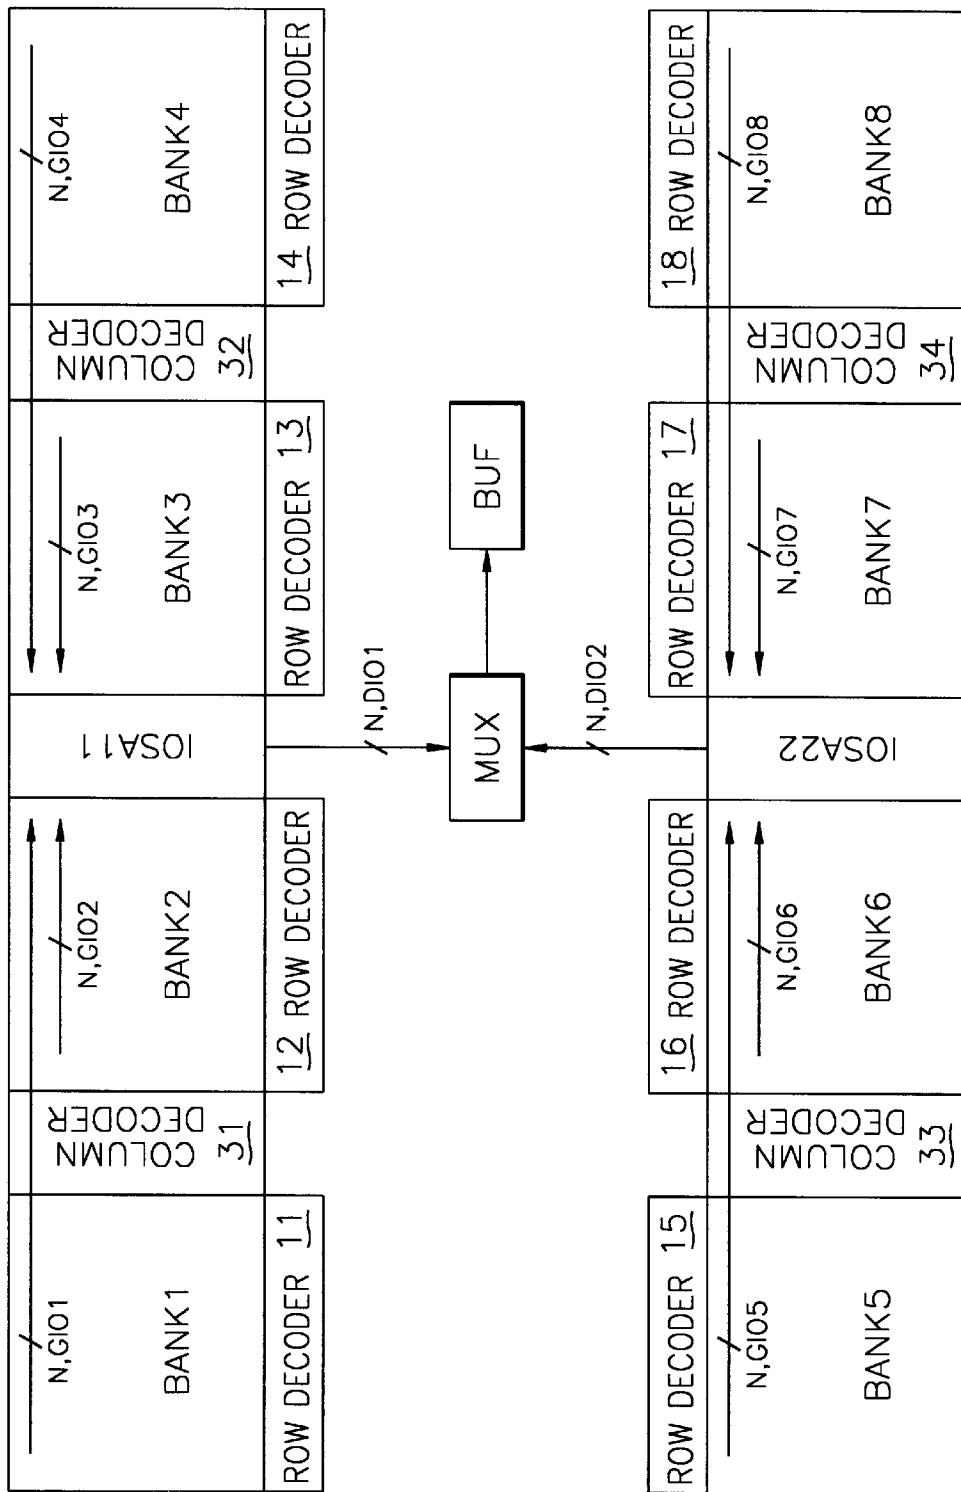 N,GIO1
BANK1
ROW DECODER 11
COLUMN
DECODER
31
N,GIO2
BANK2
12 ROW DECODER
IOSA11
N,GIO3
BANK3
ROW DECODER 13
COLUMN
DECODER
32
N,GIO4
BANK4
14 ROW DECODER
N,DIO1
MUX
BUF
N,DIO2
ROW DECODER 15
N,GIO5
BANK5
COLUMN
DECODER
33
16 ROW DECODER
N,GIO6
BANK6
IOSA22
ROW DECODER 17
N,GIO7
BANK7
COLUMN
DECODER
34
18 ROW DECODER
N,GIO8
BANK8